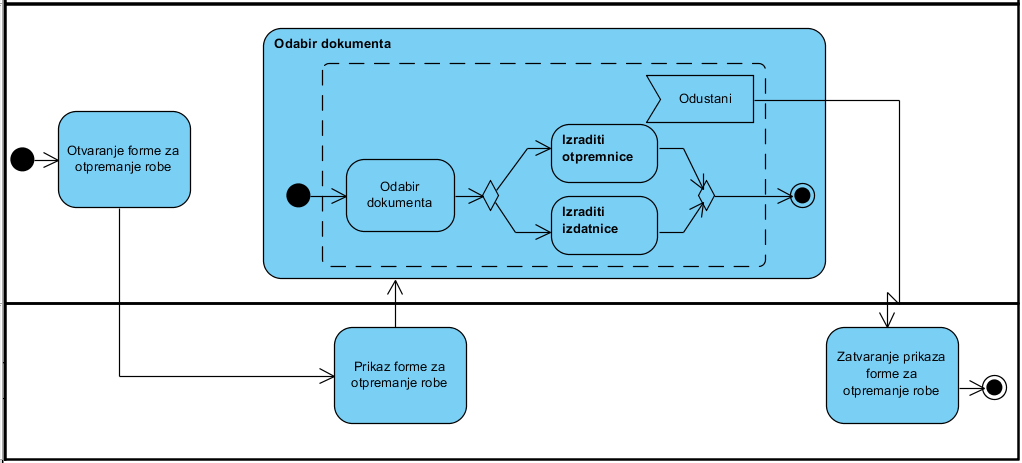 Odabir dokumenta
Odustani
Otvaranje forme za
otpremanje robe
Izraditi
otpremnice
Odabir
dokumenta
Izraditi
izdatnice
Prikaz forme za
otpremanje robe
Zatvaranje prikaza
forme za
otpremanje robe